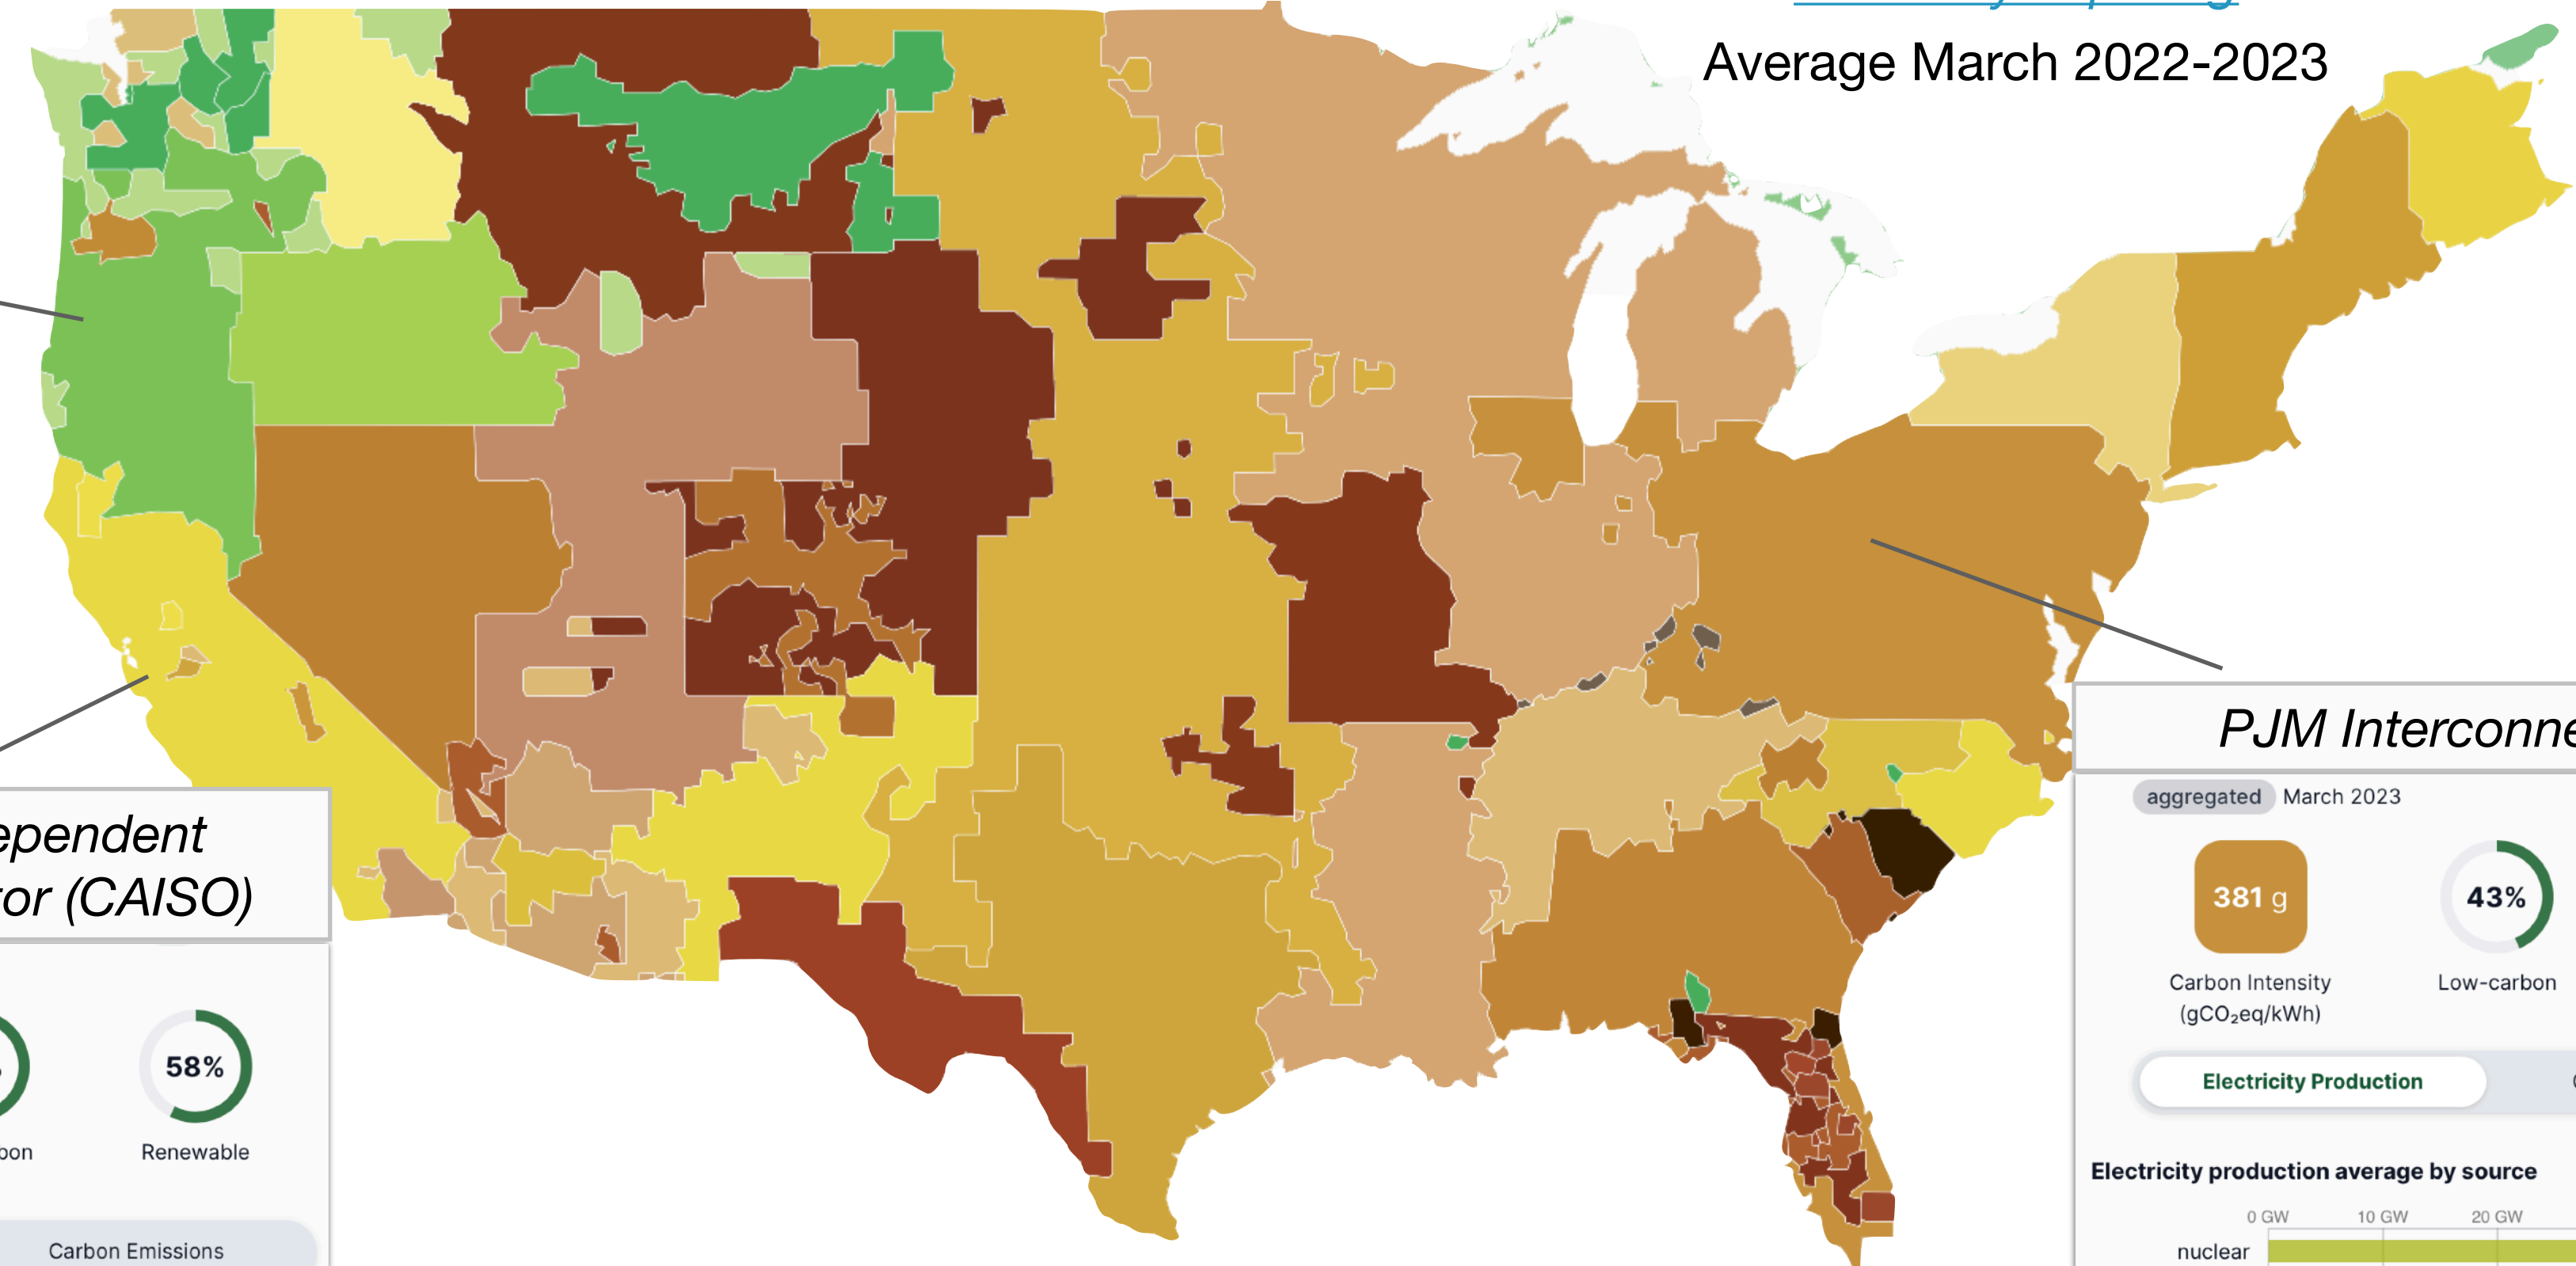 Average March 2022-2023
PJM Interconne
aggregated March 2023
381 g
43%
Carbon Intensity
(gCO₂eq/kWh)
Low-carbon
Electricity Production
Electricity production average by source
0 GW 10 GW 20 GW
nuclear
ependent
tor (CAISO)
58%
bon
Renewable
Carbon Emissions